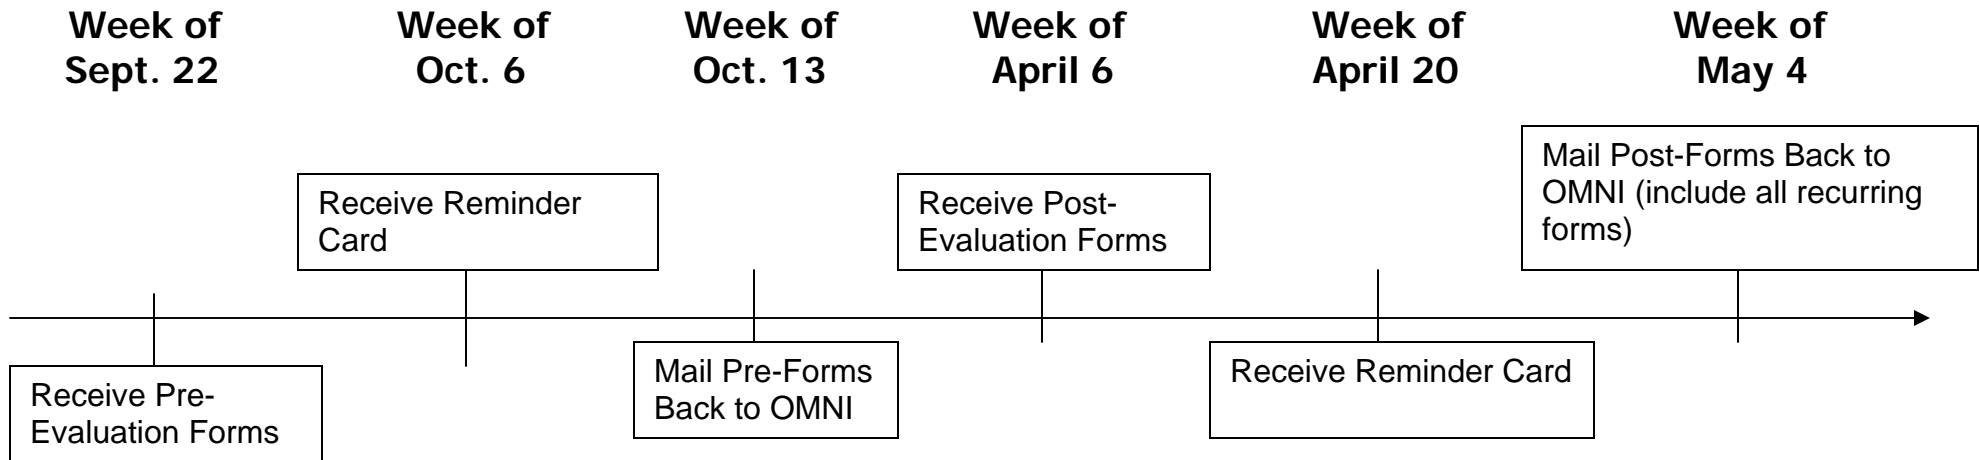 Week of
Sept. 22
Week of
Oct. 6
Week of
Oct. 13
Week of
April 6
Week of
April 20
Week of
May 4
Mail Post-Forms Back to
OMNI (include all recurring
forms)
Receive Reminder
Card
Receive Post-
Evaluation Forms
Mail Pre-Forms
Back to OMNI
Receive Reminder Card
Receive Pre-
Evaluation Forms